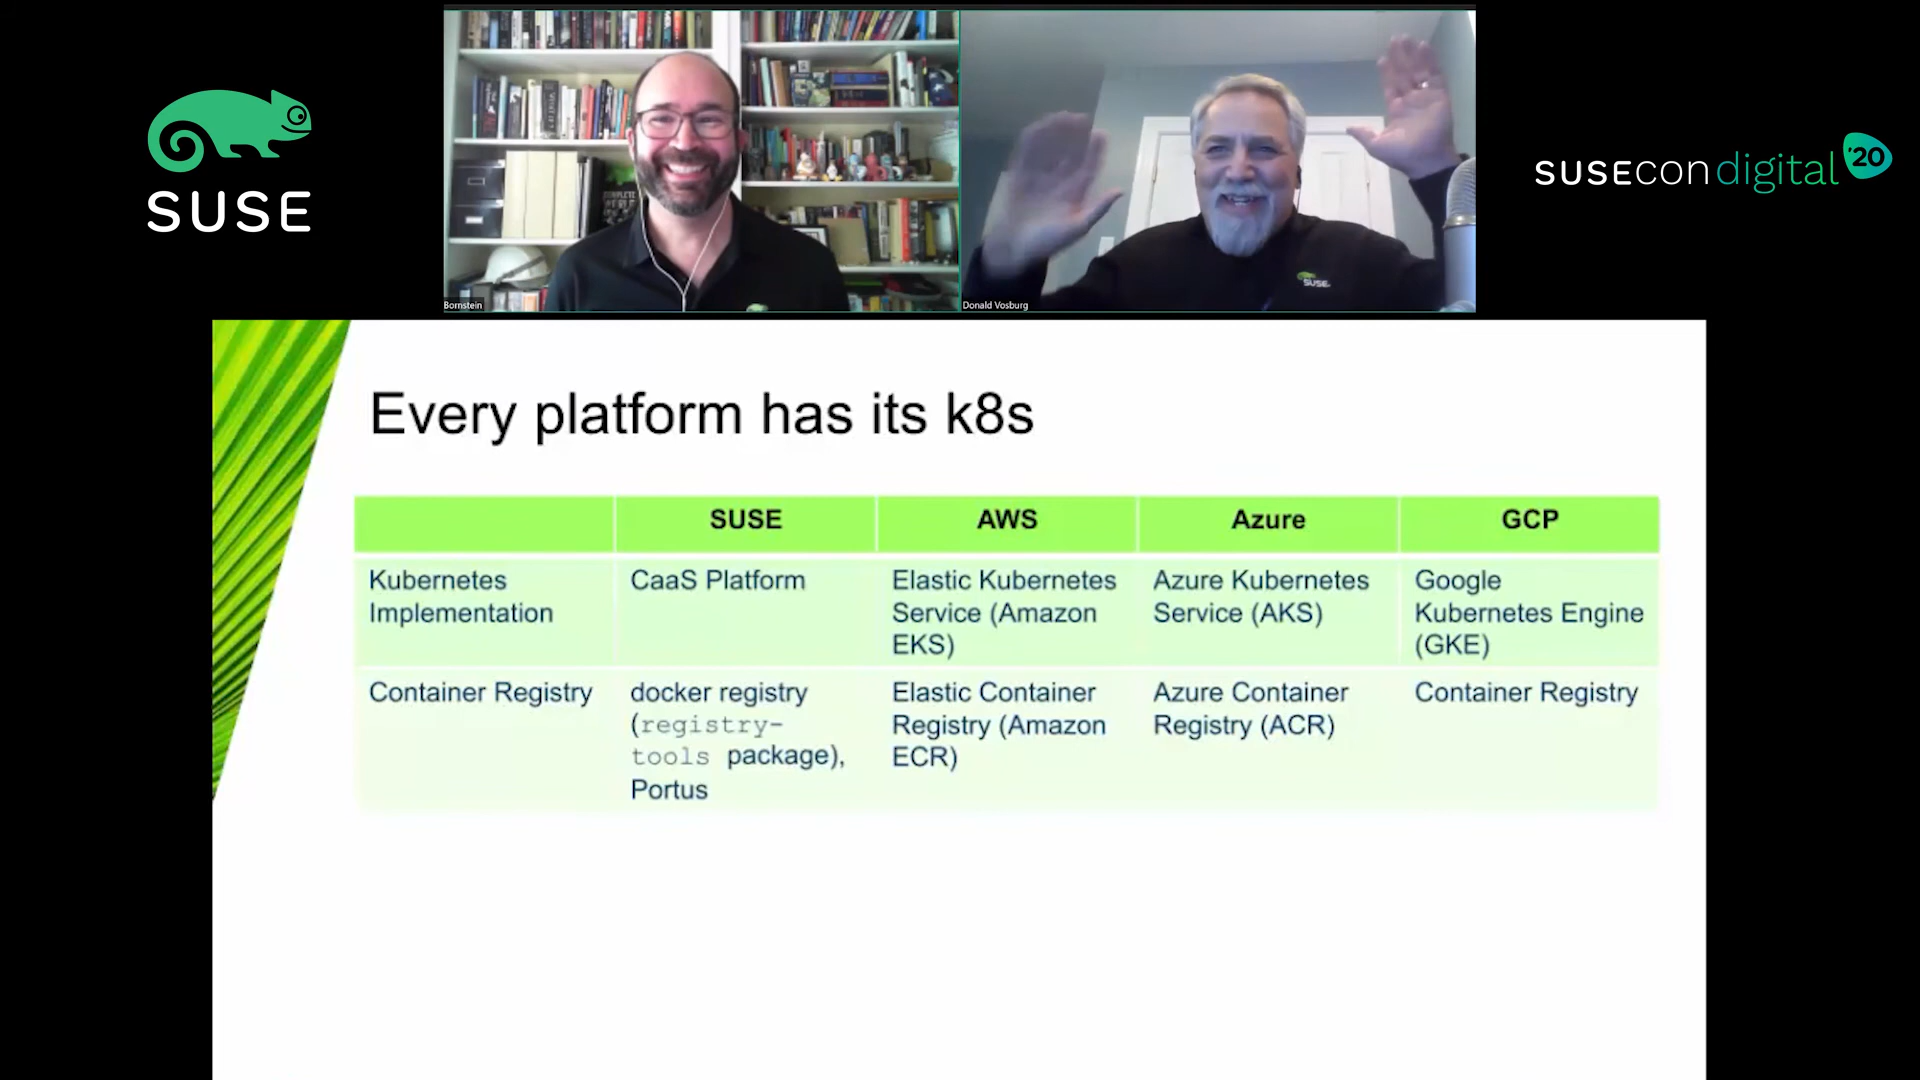 SUSE
Bornstein
Donald Vosburg
SUSE.
SUSECON digital '20
Every platform has its k8s
SUSE
AWS
Azure
GCP
Kubernetes
Implementation
CaaS Platform
Elastic Kubernetes
Service (Amazon
EKS)
Azure Kubernetes
Service (AKS)
Google
Kubernetes Engine
(GKE)
Container Registry
docker registry
(registry-
tools package),
Portus
Elastic Container
Registry (Amazon
ECR)
Azure Container
Registry (ACR)
Container Registry